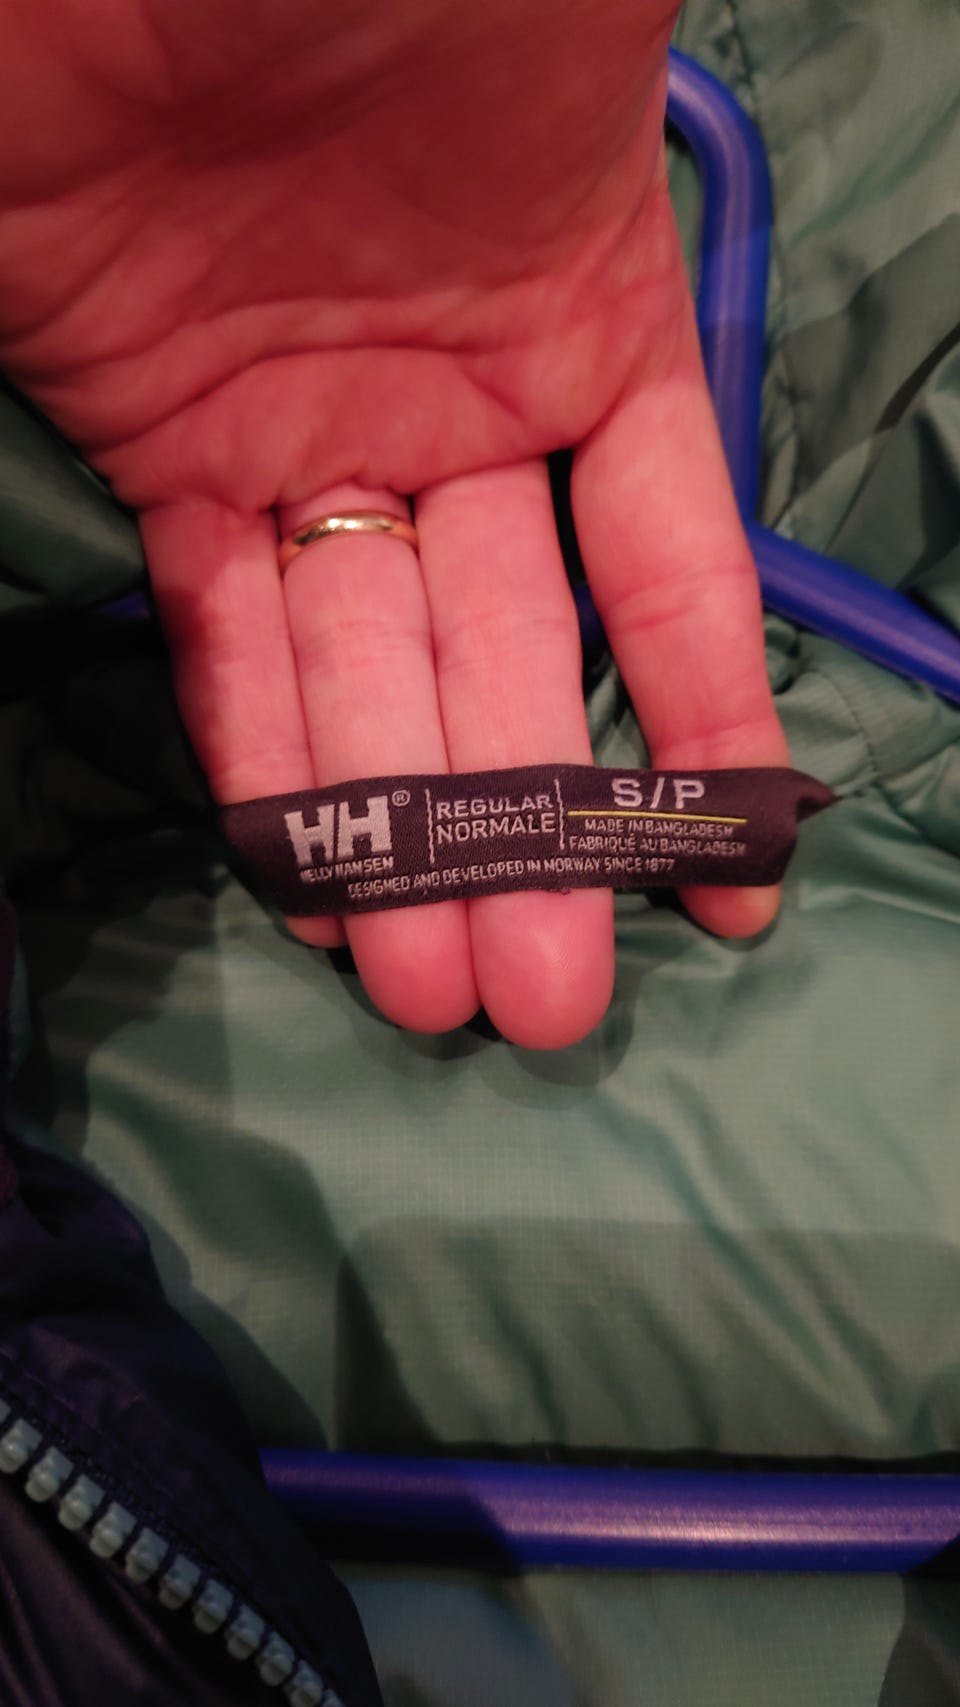 HH®
HELLY HANSEN
REGULAR
NORMALE
S/P
MADE IN BANGLADESH
FABRIQUÉ AU BANGLADESH
DESIGNED AND DEVELOPED IN NORWAY SINCE 1877